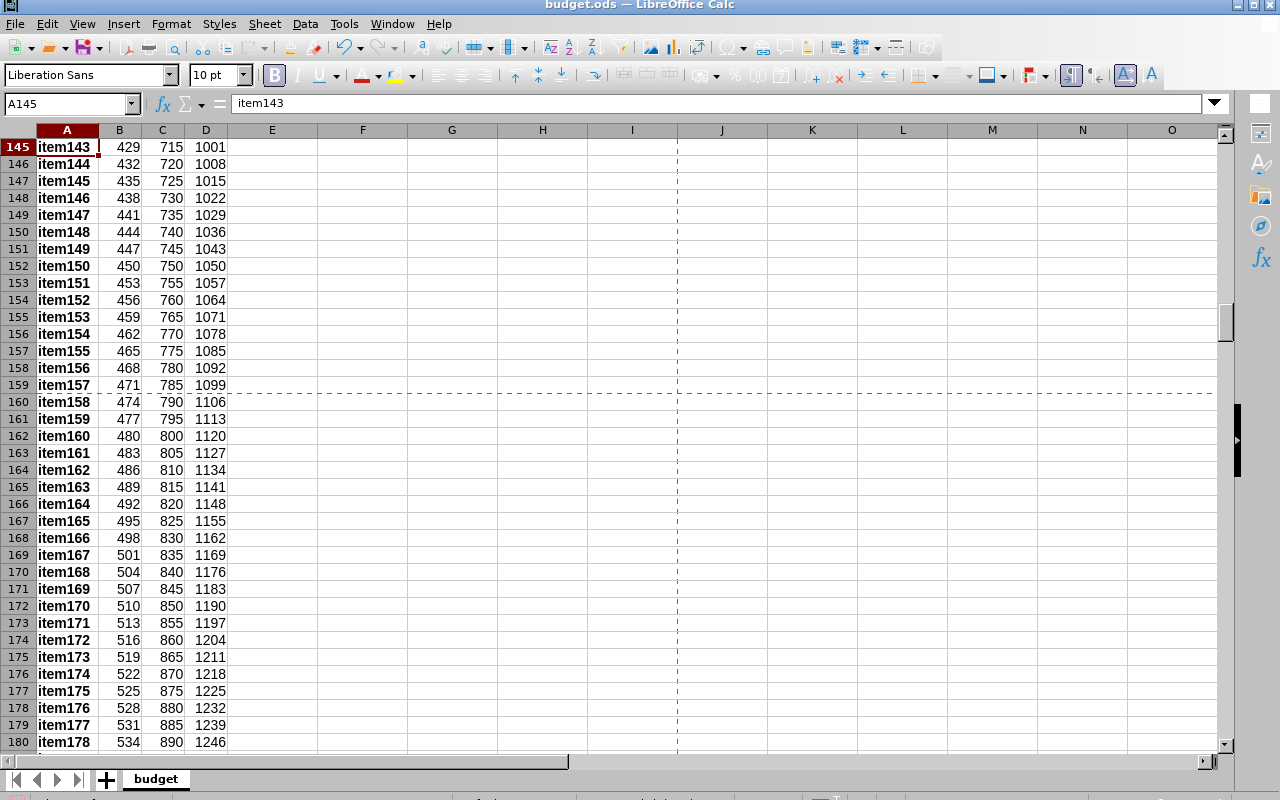 budget.ods — LibreOffice Calc
File Edit View Insert Format Styles Sheet Data Tools Window Help
Liberation Sans 10 pt B I U A A A
A145 fx Σ = item143
A B C D E F G H I J K L M N O
145 item143 429 715 1001
146 item144 432 720 1008
147 item145 435 725 1015
148 item146 438 730 1022
149 item147 441 735 1029
150 item148 444 740 1036
151 item149 447 745 1043
152 item150 450 750 1050
153 item151 453 755 1057
154 item152 456 760 1064
155 item153 459 765 1071
156 item154 462 770 1078
157 item155 465 775 1085
158 item156 468 780 1092
159 item157 471 785 1099
160 item158 474 790 1106
161 item159 477 795 1113
162 item160 480 800 1120
163 item161 483 805 1127
164 item162 486 810 1134
165 item163 489 815 1141
166 item164 492 820 1148
167 item165 495 825 1155
168 item166 498 830 1162
169 item167 501 835 1169
170 item168 504 840 1176
171 item169 507 845 1183
172 item170 510 850 1190
173 item171 513 855 1197
174 item172 516 860 1204
175 item173 519 865 1211
176 item174 522 870 1218
177 item175 525 875 1225
178 item176 528 880 1232
179 item177 531 885 1239
180 item178 534 890 1246
budget